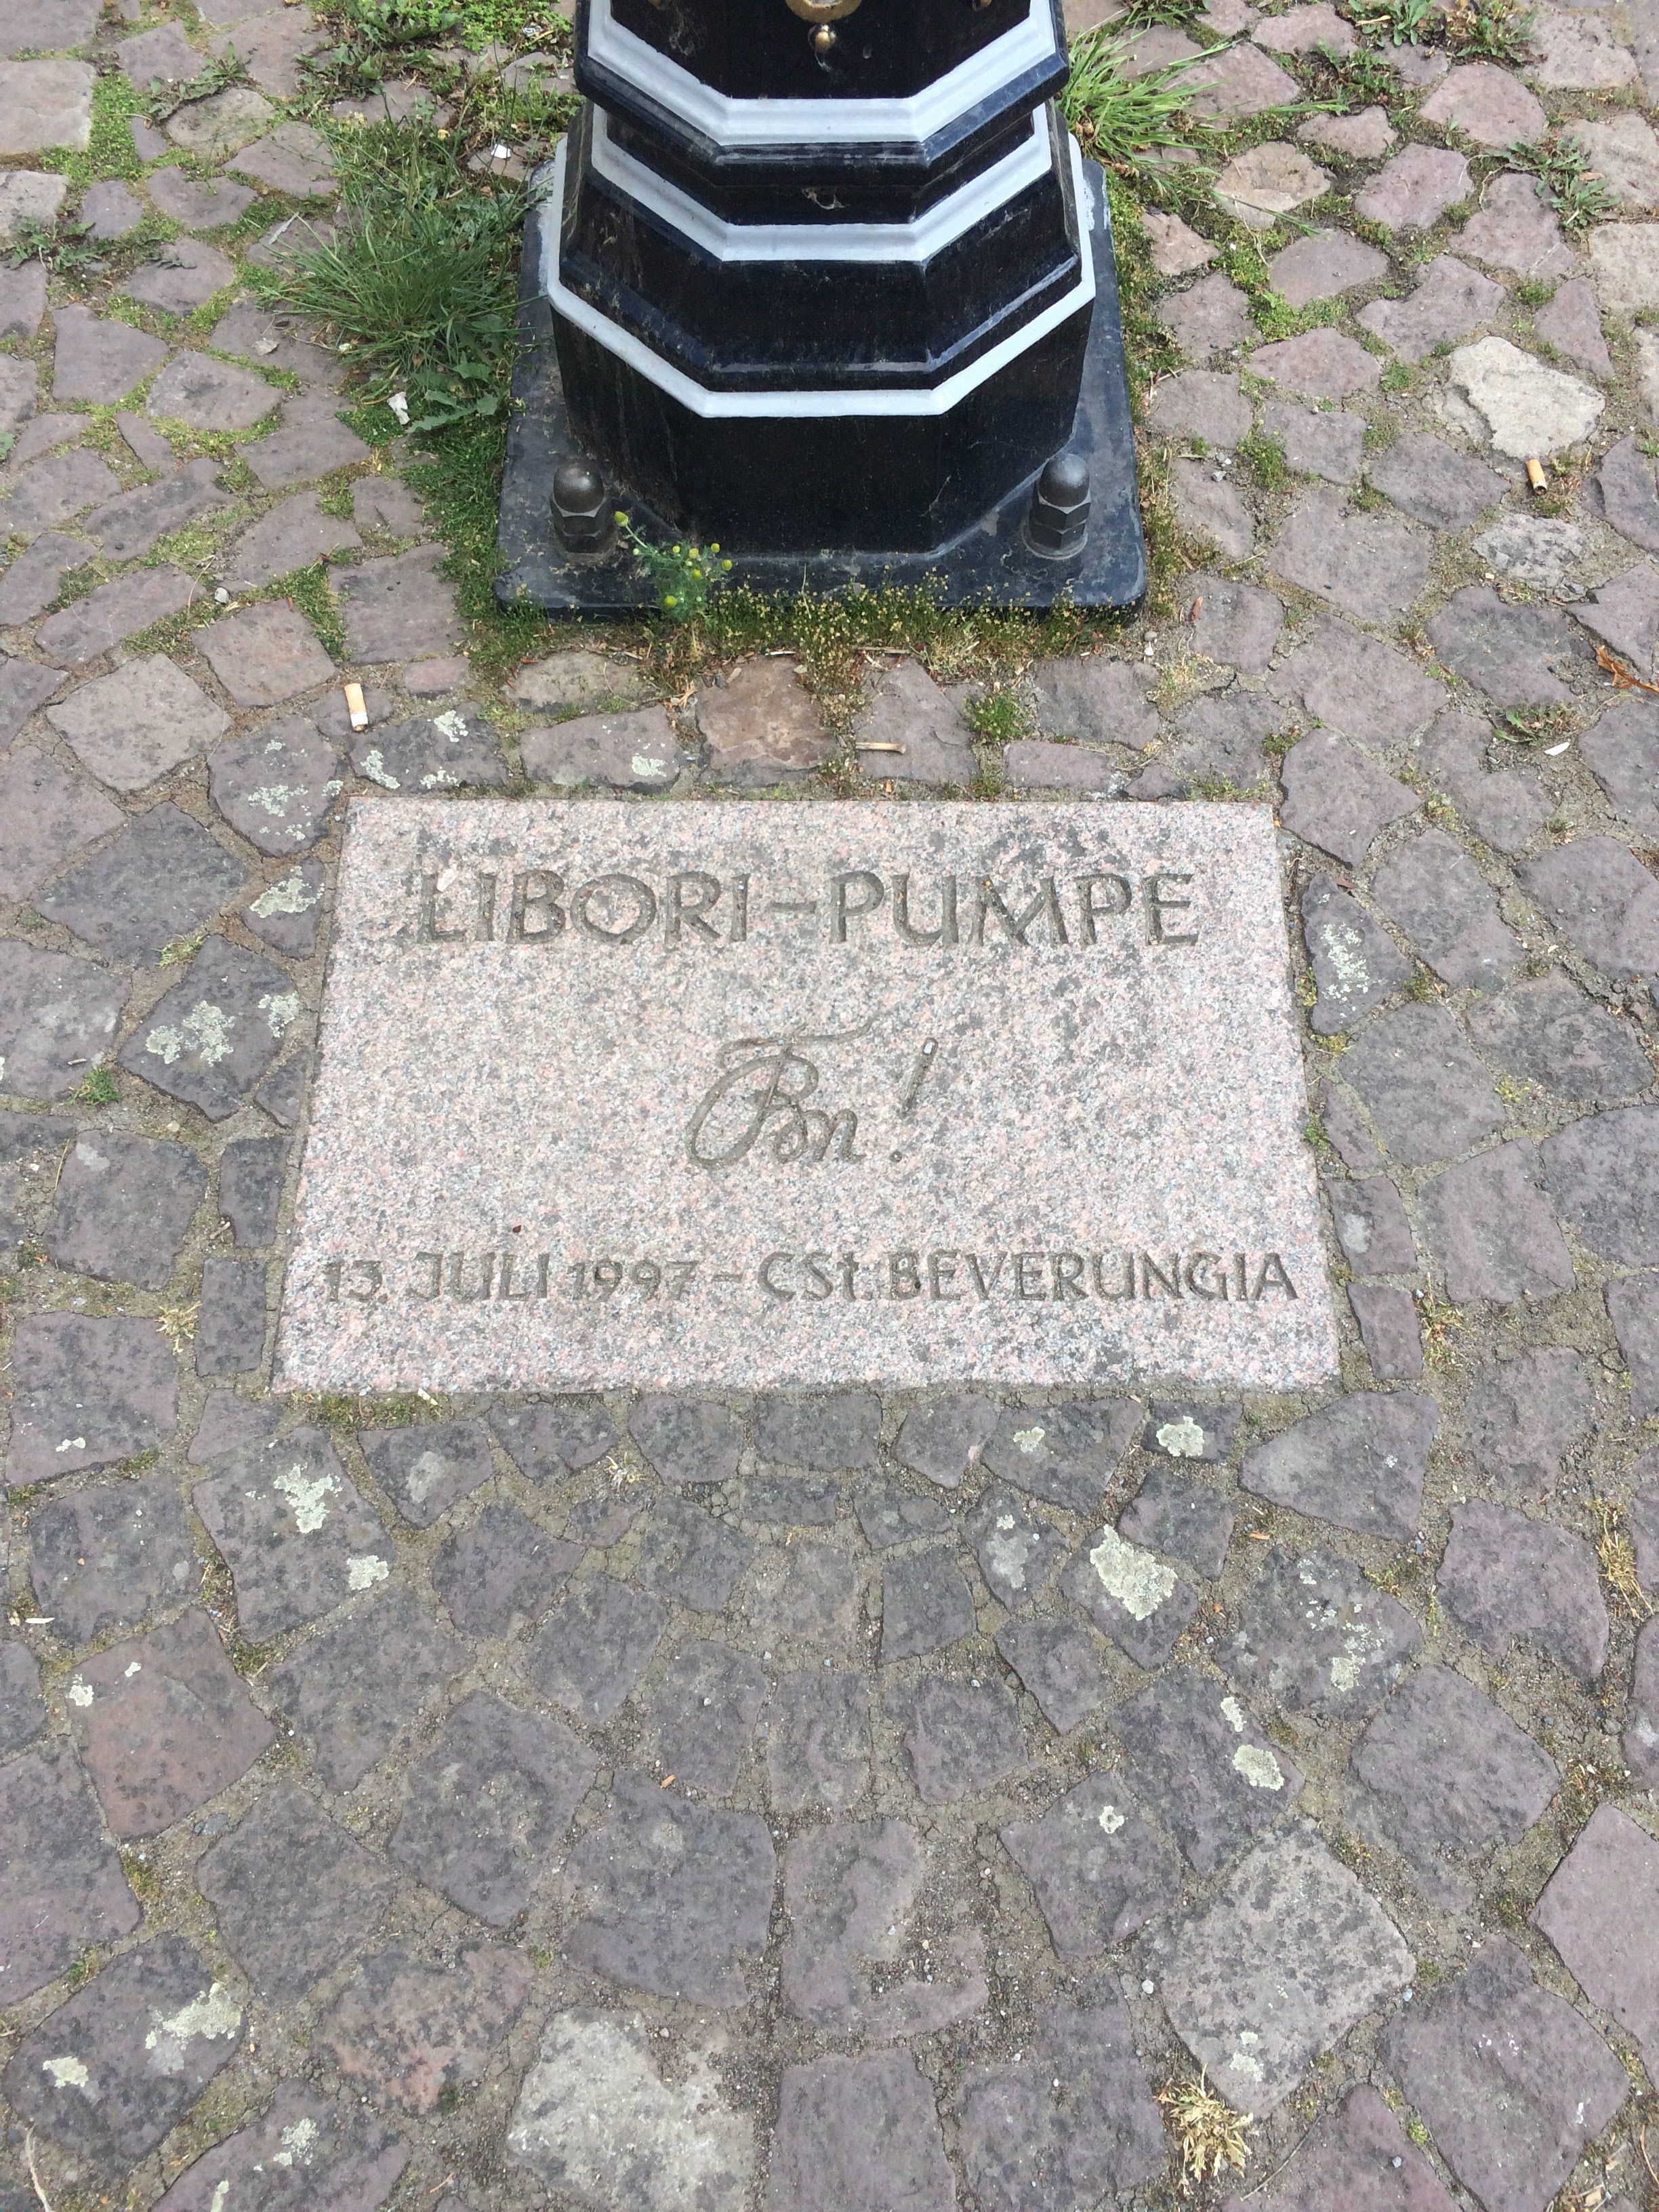 LIBORI-PUMPE
13. JULI 1997 - CSt. BEVERUNGIA